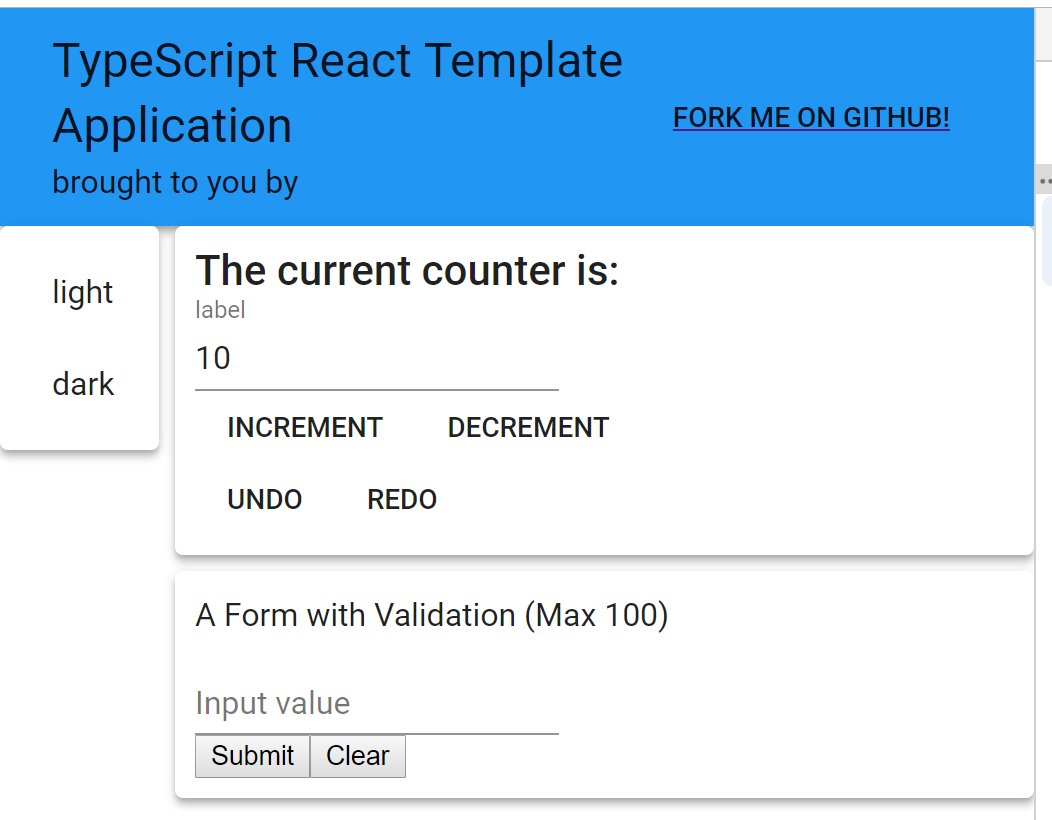 TypeScript React Template
Application
brought to you by
FORK ME ON GITHUB!
light
dark
The current counter is:
label
10
INCREMENT DECREMENT
UNDO REDO
A Form with Validation (Max 100)
Input value
Submit Clear